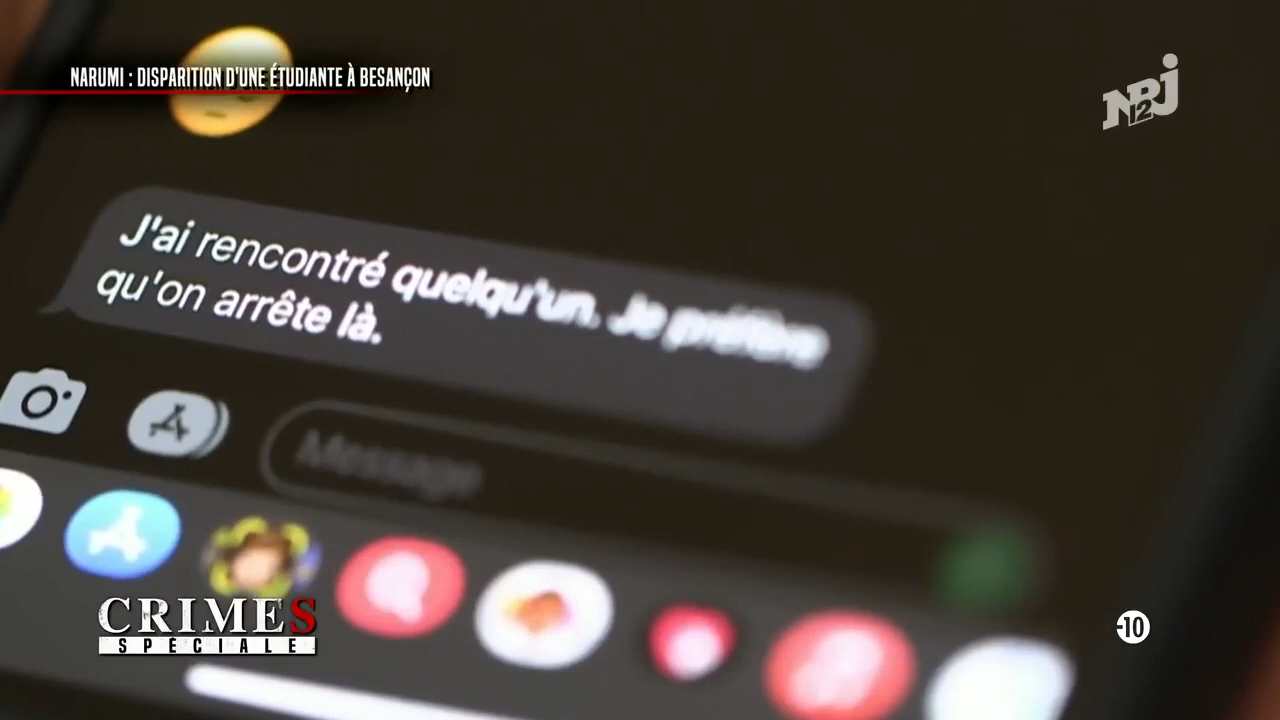 NARUMI : DISPARITION D'UNE ÉTUDIANTE À BESANÇON
NRJ
12
J'ai rencontré quelqu'un. Je préfère
qu'on arrête là.
Message
CRIMES
SPÉCIALE
-10